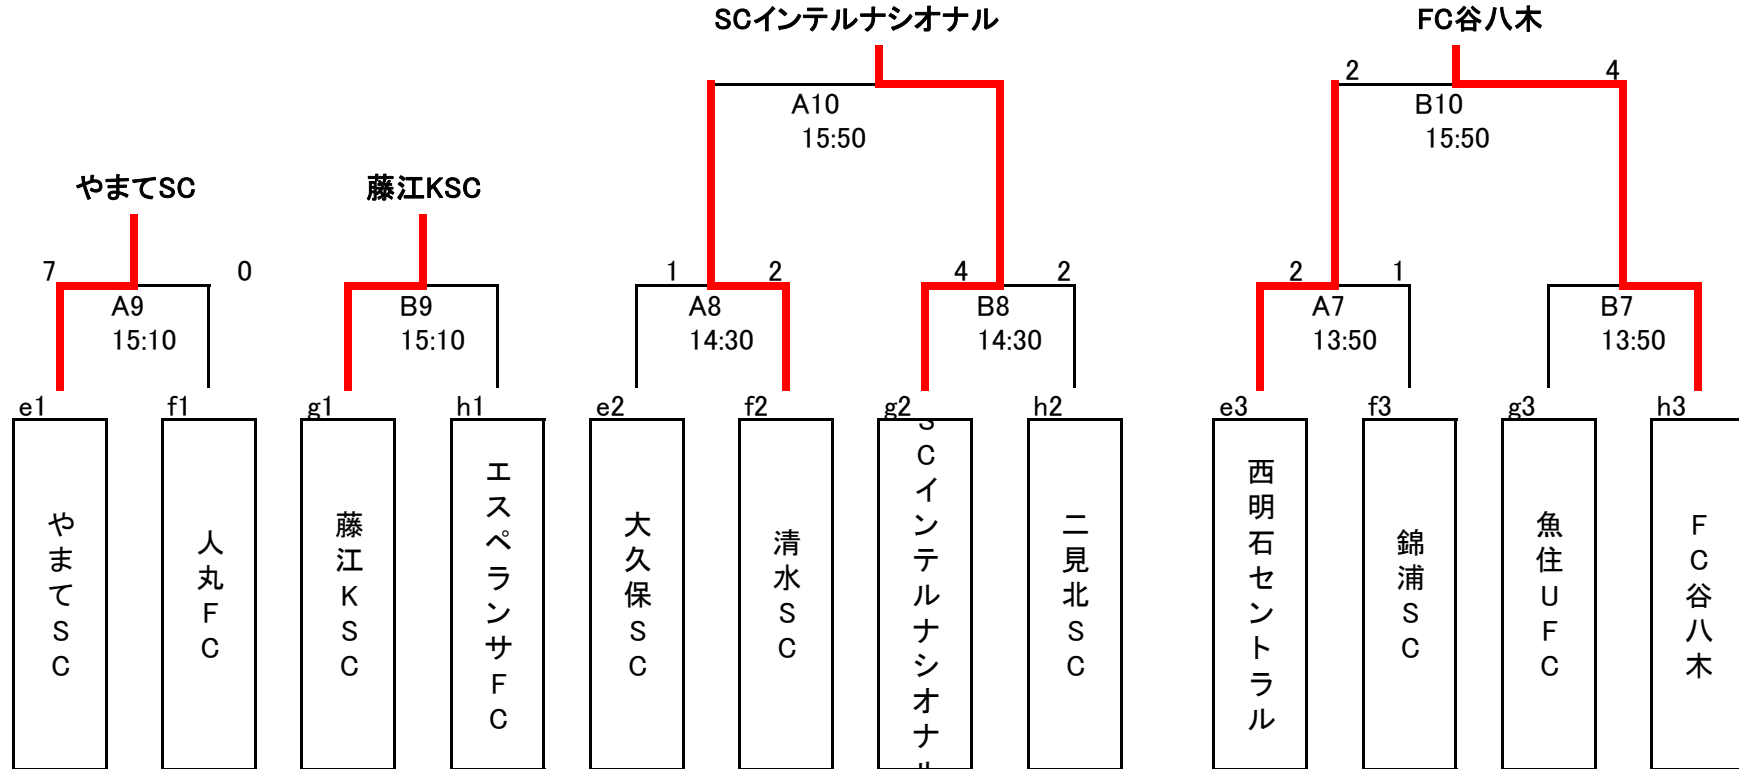 SCインテルナシオナル
FC谷八木
2
4
A10
15:50
B10
15:50
やまてSC
藤江KSC
7
0
A9
15:10
B9
15:10
1
2
A8
14:30
4
2
B8
14:30
2
1
A7
13:50
B7
13:50
e1
f1
g1
h1
e2
f2
g2
h2
e3
f3
g3
h3
やまてSC
人丸FC
藤江KSC
エスペランサFC
大久保SC
清水SC
SCインテルナシオナル
二見北SC
西明石セントラル
錦浦SC
魚住UFC
FC谷八木